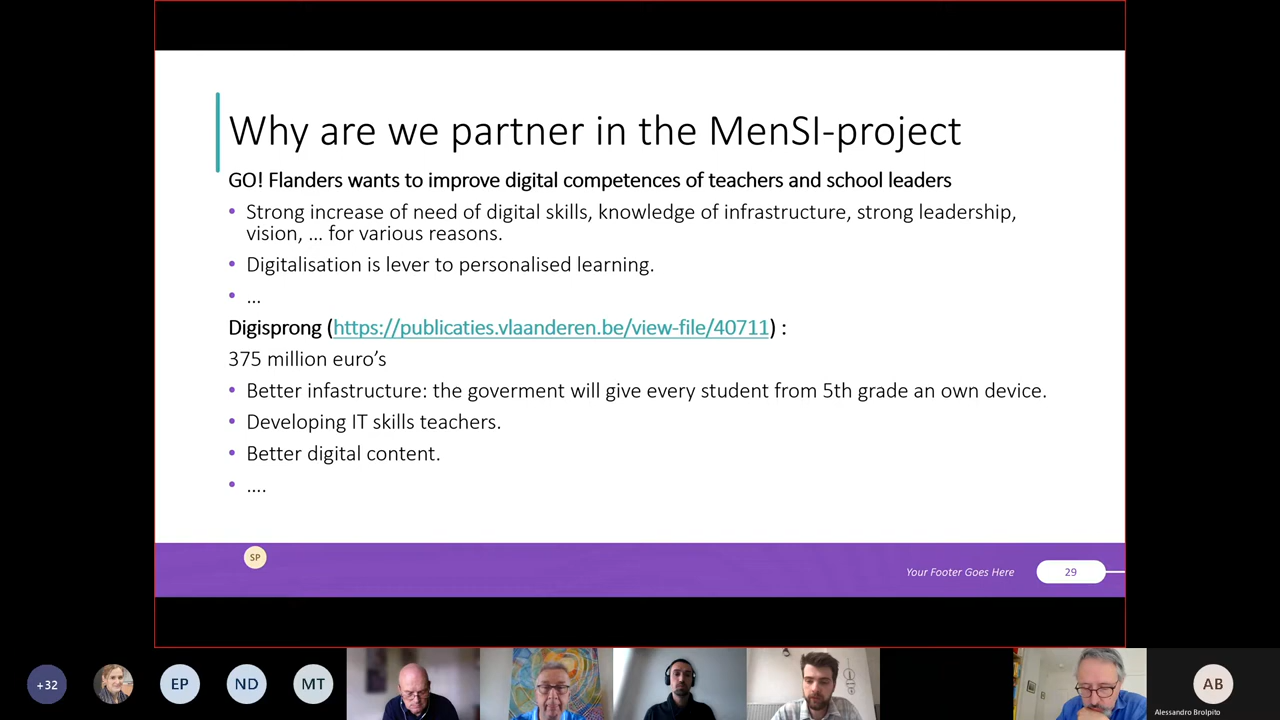 Why are we partner in the MenSI-project
GO! Flanders wants to improve digital competences of teachers and school leaders
• Strong increase of need of digital skills, knowledge of infrastructure, strong leadership,
vision, ... for various reasons.
• Digitalisation is lever to personalised learning.
• ...
Digisprong (https://publicaties.vlaanderen.be/view-file/40711) :
375 million euro's
• Better infastructure: the goverment will give every student from 5th grade an own device.
• Developing IT skills teachers.
• Better digital content.
• ....
SP
Your Footer Goes Here
29
+32
EP
ND
MT
AB
Alessandro Brolpito